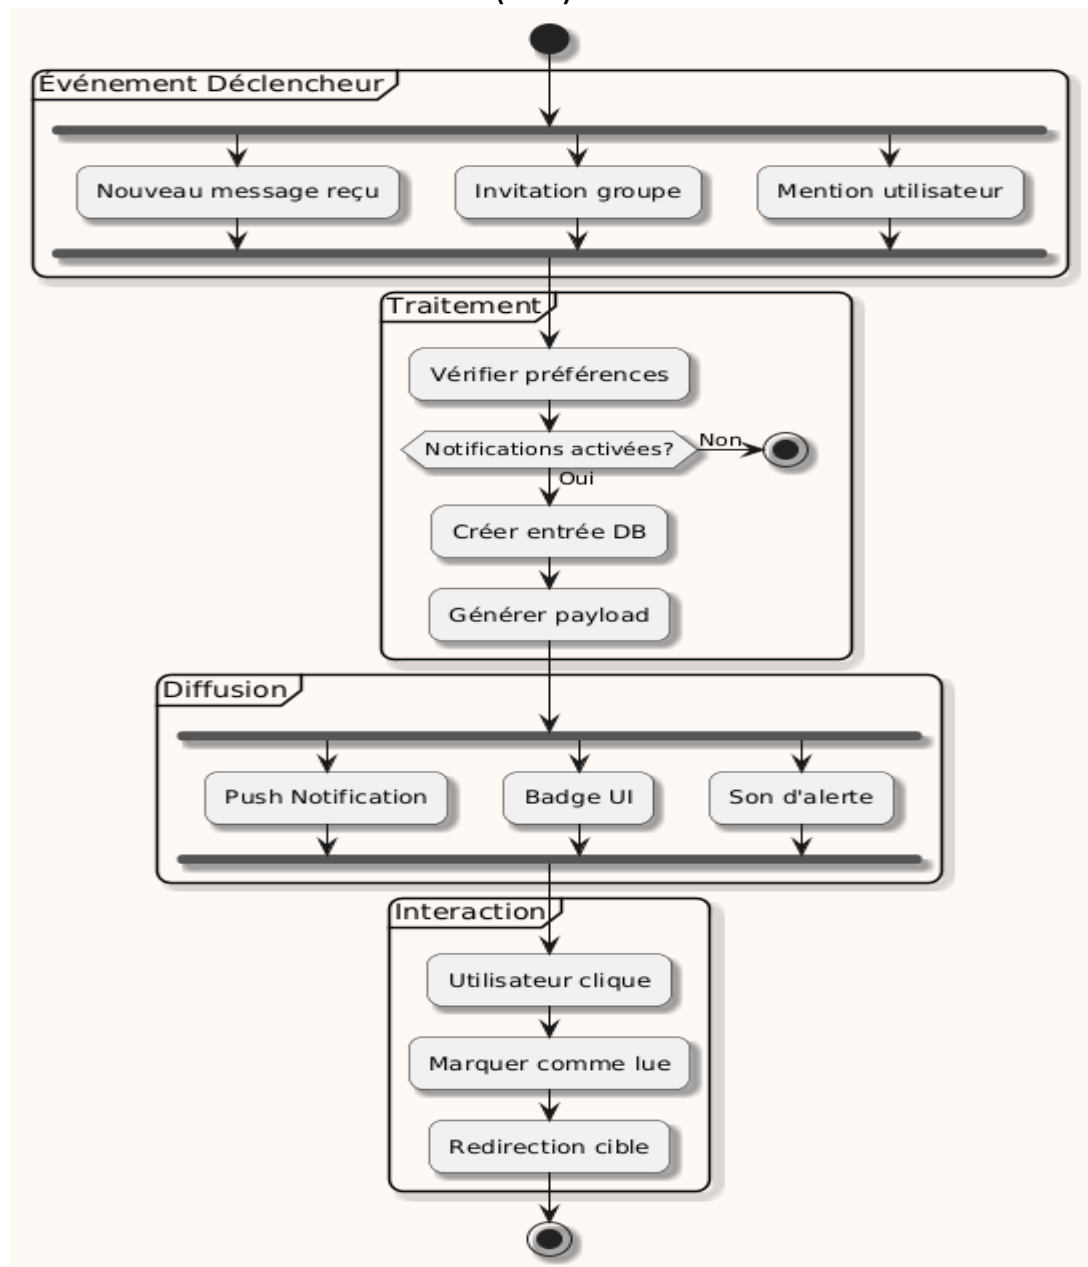 Événement Déclencheur
Nouveau message reçu
Invitation groupe
Mention utilisateur
Traitement
Vérifier préférences
Notifications activées?
Non
Oui
Créer entrée DB
Générer payload
Diffusion
Push Notification
Badge UI
Son d'alerte
Interaction
Utilisateur clique
Marquer comme lue
Redirection cible